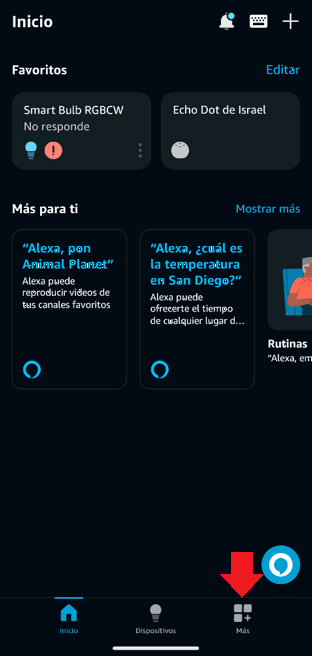 Inicio
Favoritos
Editar
Smart Bulb RGBCW
No responde
Echo Dot de Israel
Más para ti
Mostrar más
“Alexa, pon
Animal Planet”
Alexa puede
reproducir videos de
tus canales favoritos
“Alexa, ¿cuál es
la temperatura
en San Diego?”
Alexa puede
ofrecerte el tiempo
de cualquier lugar d...
Rutinas
“Alexa, em
Inicio
Dispositivos
Más